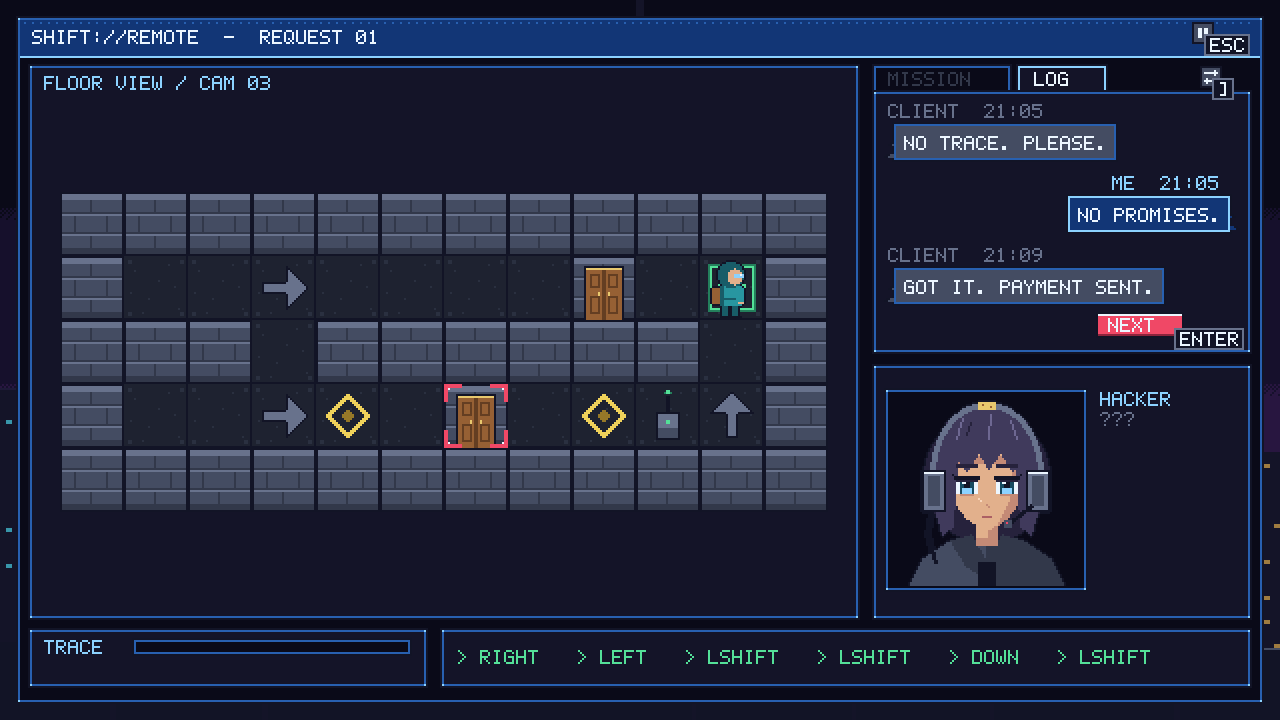 SHIFT://REMOTE - REQUEST 01
ESC
FLOOR VIEW / CAM 03
MISSION
LOG
]
CLIENT 21:05
NO TRACE. PLEASE.
ME 21:05
NO PROMISES.
CLIENT 21:09
GOT IT. PAYMENT SENT.
NEXT
ENTER
HACKER
???
TRACE
> RIGHT > LEFT > LSHIFT > LSHIFT > DOWN > LSHIFT